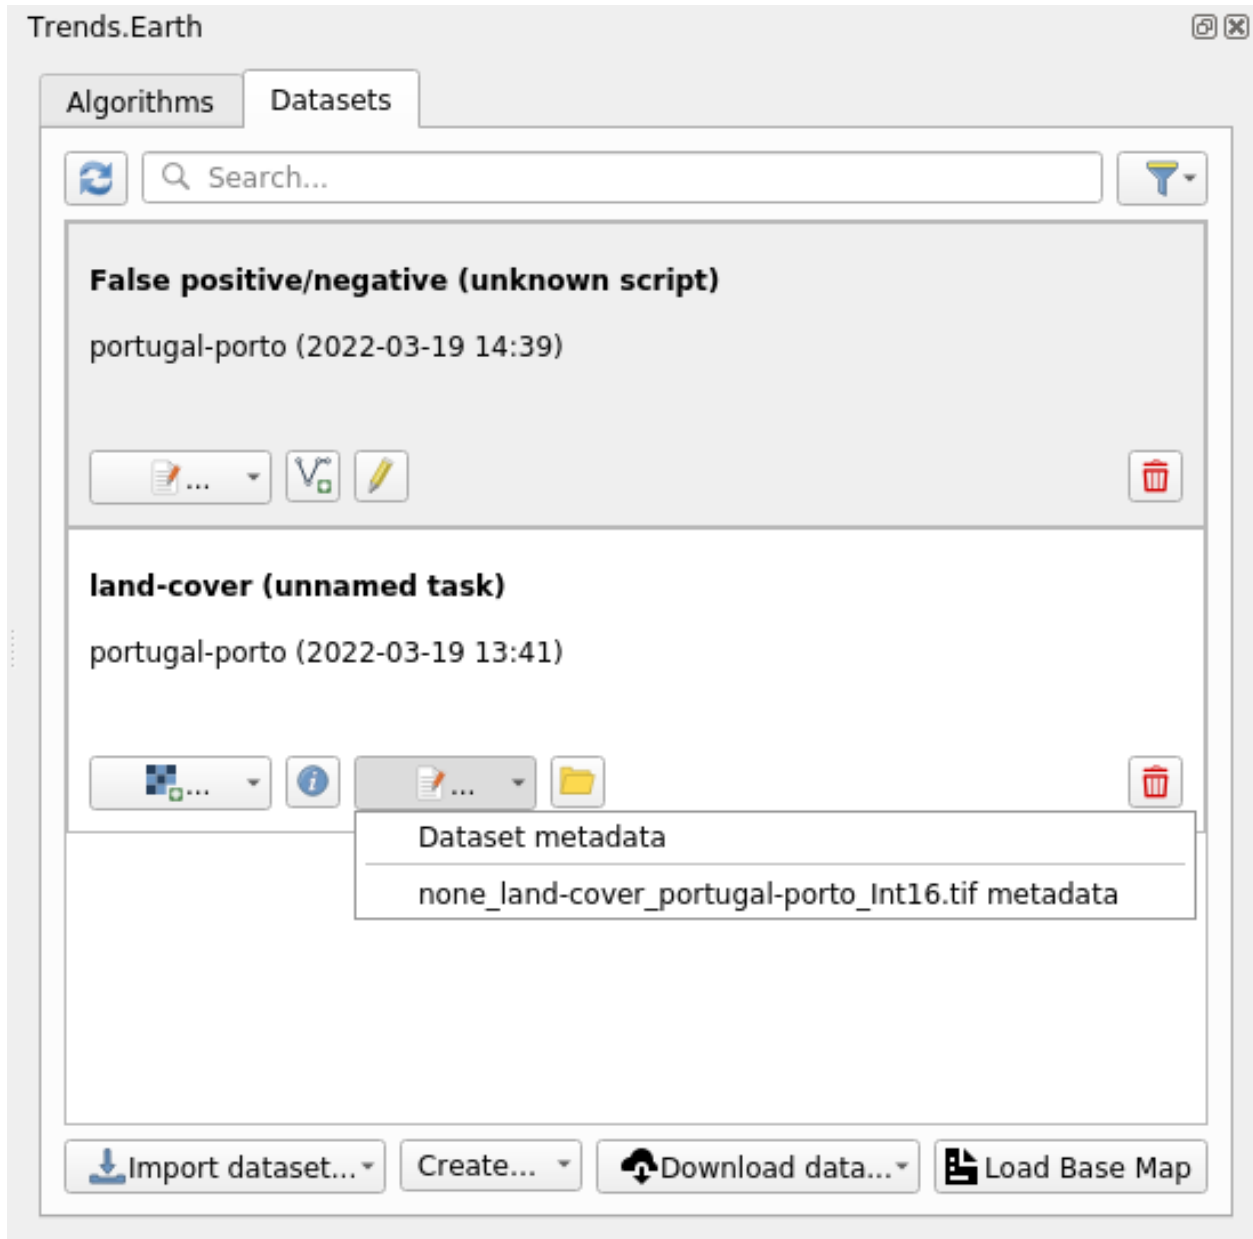 Trends.Earth
Algorithms
Datasets
Search...
False positive/negative (unknown script)
portugal-porto (2022-03-19 14:39)
...
land-cover (unnamed task)
portugal-porto (2022-03-19 13:41)
... i ...
Dataset metadata
none_land-cover_portugal-porto_Int16.tif metadata
Import dataset... Create... Download data... Load Base Map